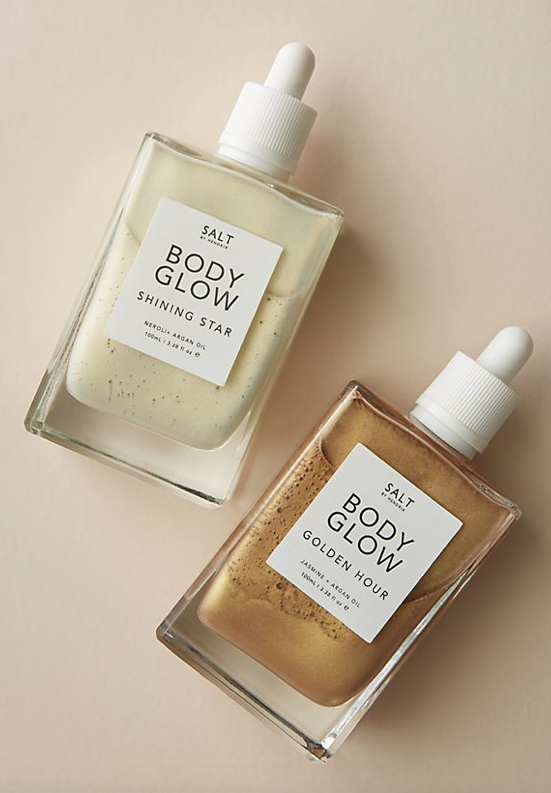 SALT
BY HENDRIX
BODY
GLOW
SHINING STAR
NEROLI+ ARGAN OIL
100mL | 3.38 fl oz ℮
SALT
BY HENDRIX
BODY
GLOW
GOLDEN HOUR
JASMINE + ARGAN OIL
100mL | 3.38 fl oz ℮